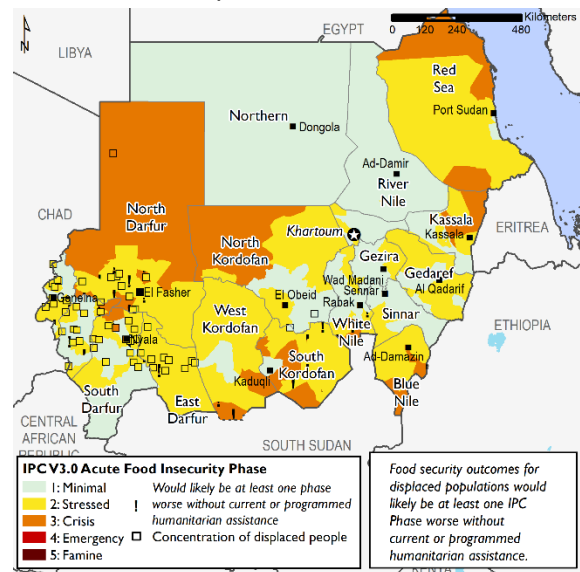 Kilometers
0 120 240 480
N
EGYPT
LIBYA
Red
Sea
Northern
Port Sudan
Dongola
Ad-Damir
River
Nile
CHAD
North
Darfur
Kassala
Khartoum
North
Kordofan
Kassala
ERITREA
Gezira
Gedaref
Wad Madani
Geneina
El Fasher
Sennar
Al Qadarif
El Obeid
Rabak
West
Kordofan
Sinnar
White
Nile
ETHIOPIA
Nyala
South
Kordofan
Ad-Damazin
Kaduqli
South
Darfur
East
Darfur
Blue
Nile
CENTRAL
AFRICAN
REPUBLIC
SOUTH SUDAN
IPC V3.0 Acute Food Insecurity Phase
1: Minimal
2: Stressed
3: Crisis
4: Emergency
5: Famine
! Would likely be at least one phase
worse without current or programmed
humanitarian assistance
Concentration of displaced people
Food security outcomes for
displaced populations would
likely be at least one IPC
Phase worse without
current or programmed
humanitarian assistance.
KENYA